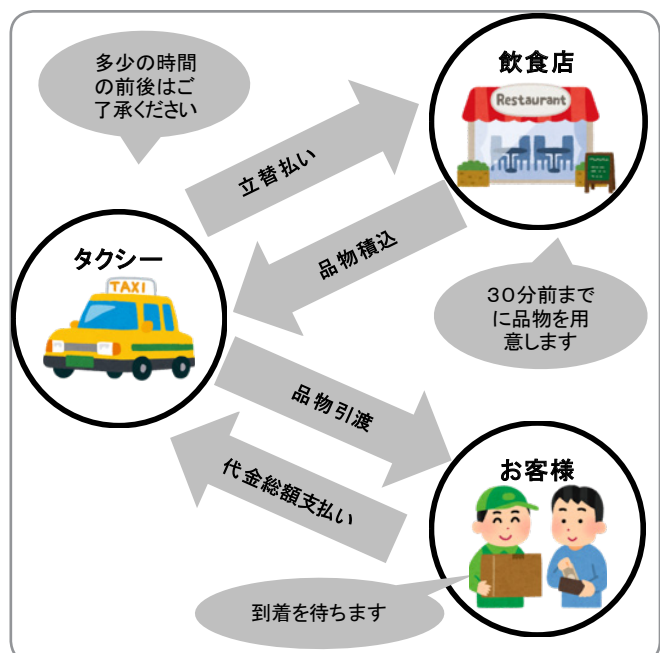 多少の時間
の前後はご
了承ください
飲食店
Restaurant
立替払い
品物積込
タクシー
TAXI
30分前まで
に品物を用
意します
品物引渡
代金総額支払い
お客様
到着を待ちます